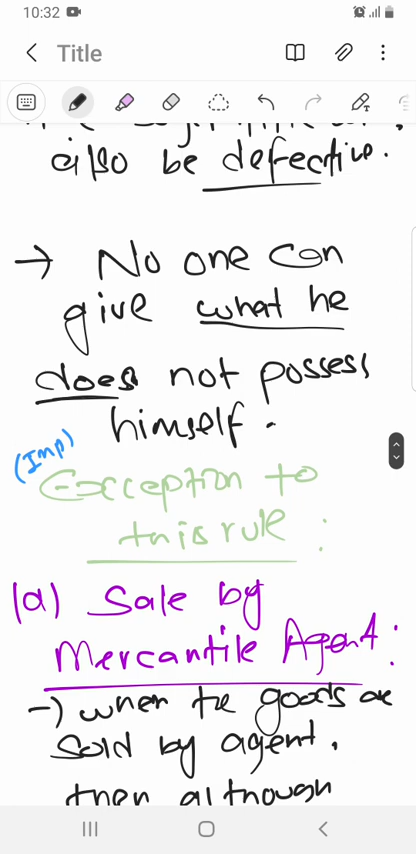 10:32
Title
also be defective.
→ No one can
give what he
does not possess
himself.
(Imp)
Exception to
this rule :
(a) Sale by
Mercantile Agent:
→ when the goods are
sold by agent,
then although